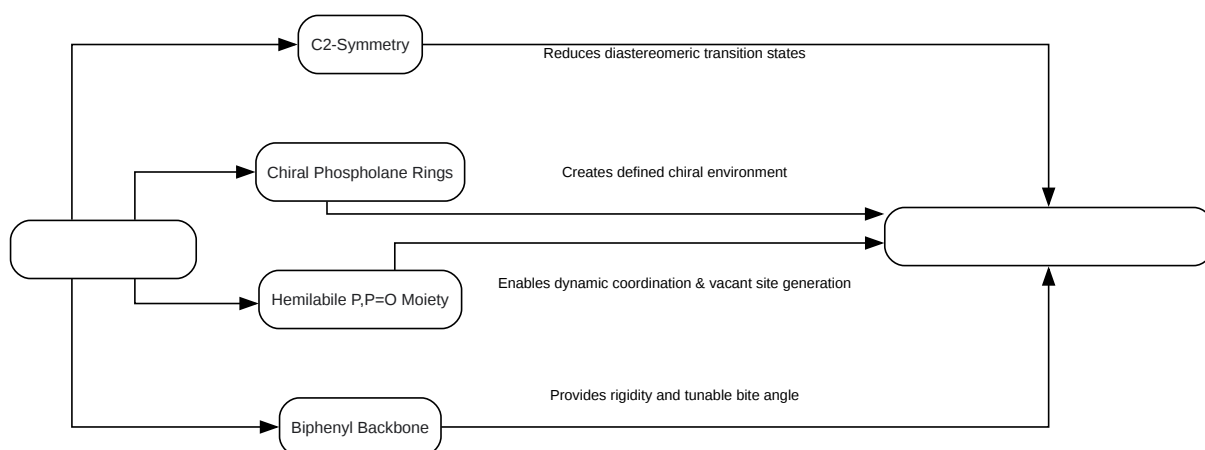 C2-Symmetry
Reduces diastereomeric transition states
Chiral Phospholane Rings
Creates defined chiral environment
Hemilabile P,P=O Moiety
Enables dynamic coordination & vacant site generation
Biphenyl Backbone
Provides rigidity and tunable bite angle